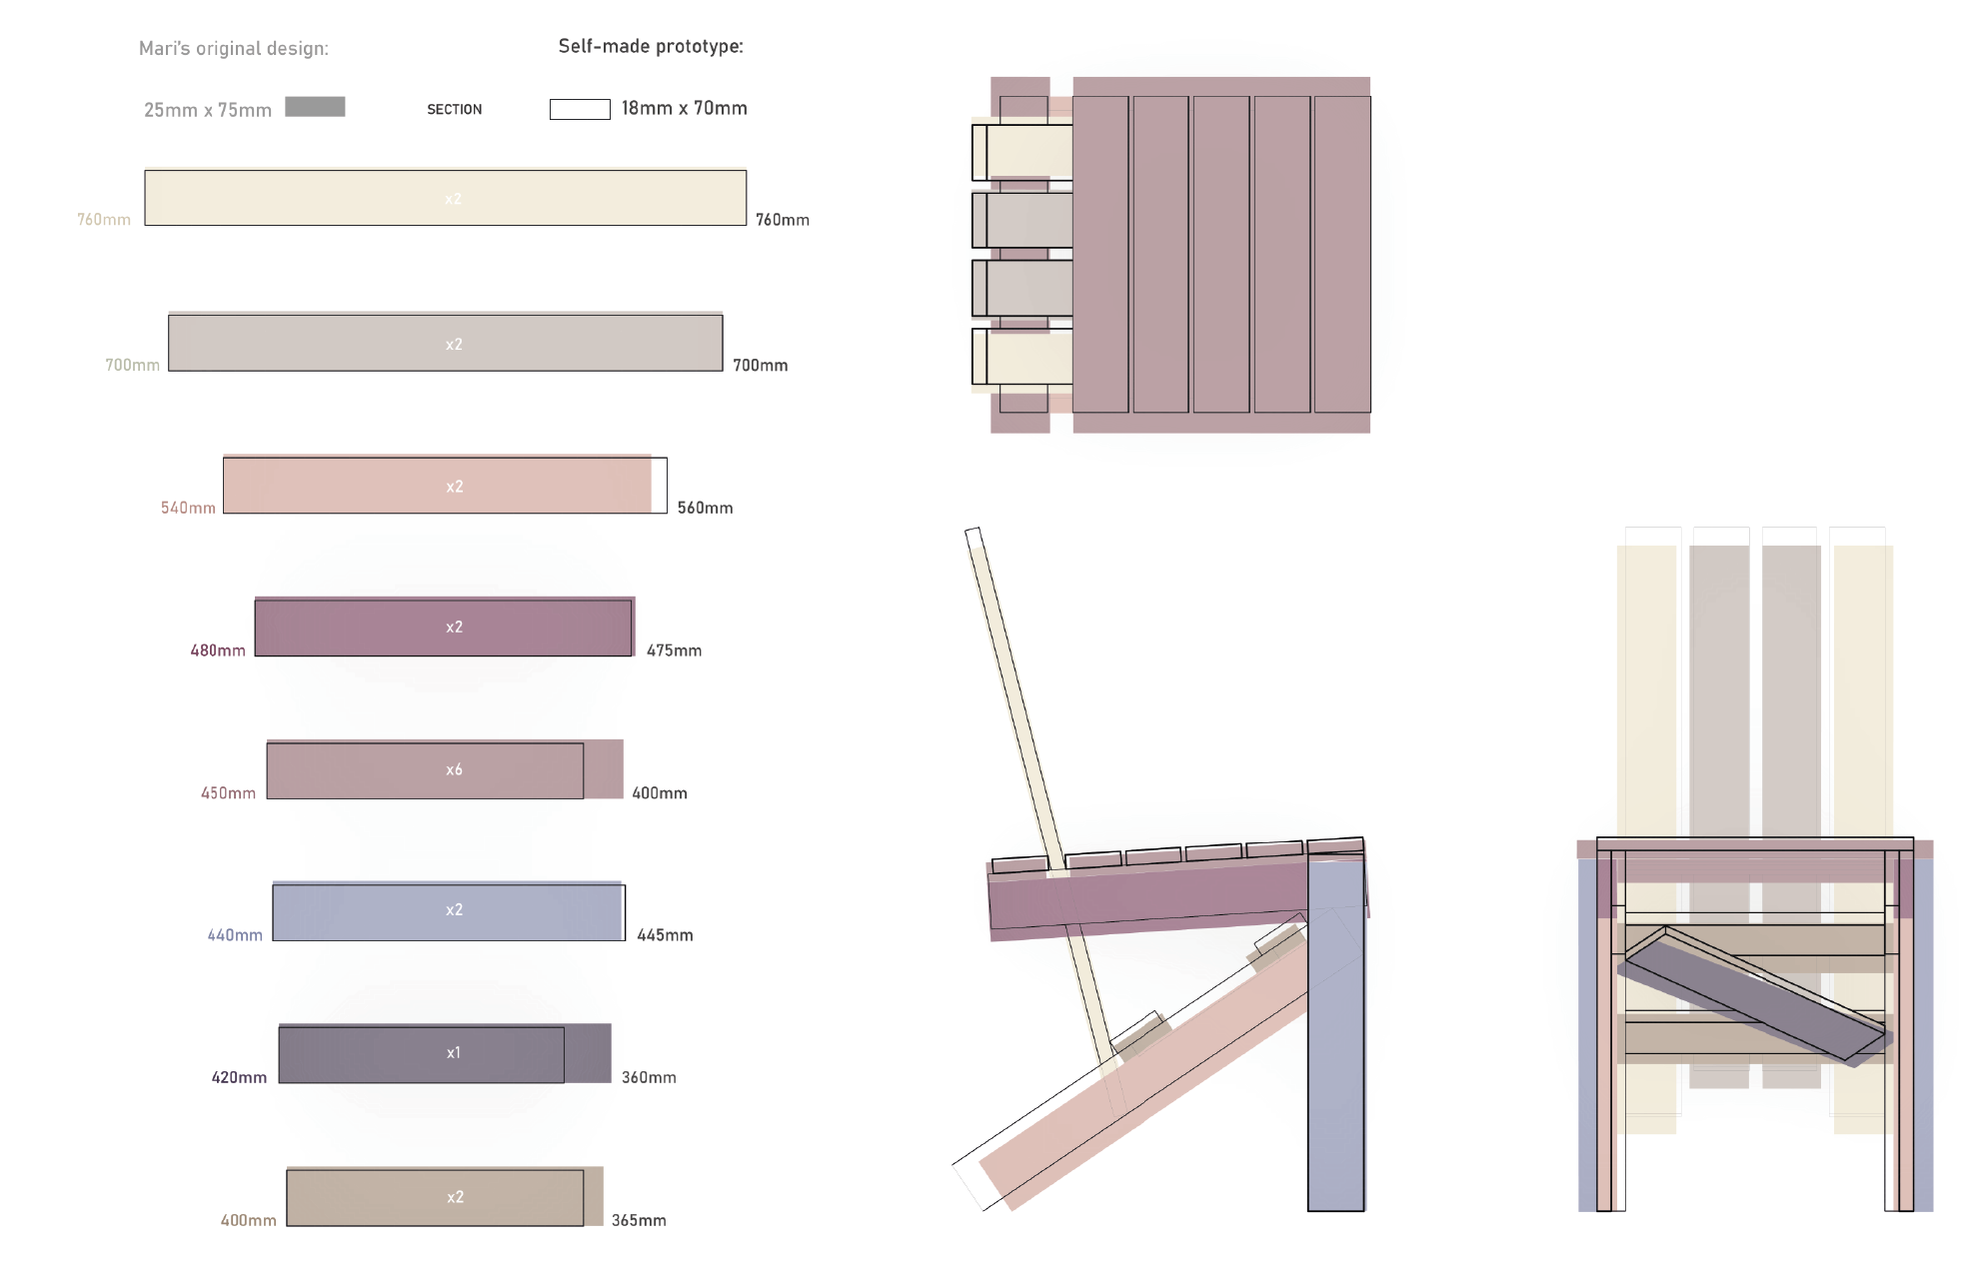 Mari's original design:
Self-made prototype:
25mm x 75mm
SECTION
18mm x 70mm
x2
760mm
760mm
x2
700mm
700mm
x2
540mm
560mm
x2
480mm
475mm
x6
450mm
400mm
x2
440mm
445mm
x1
420mm
360mm
x2
400mm
365mm